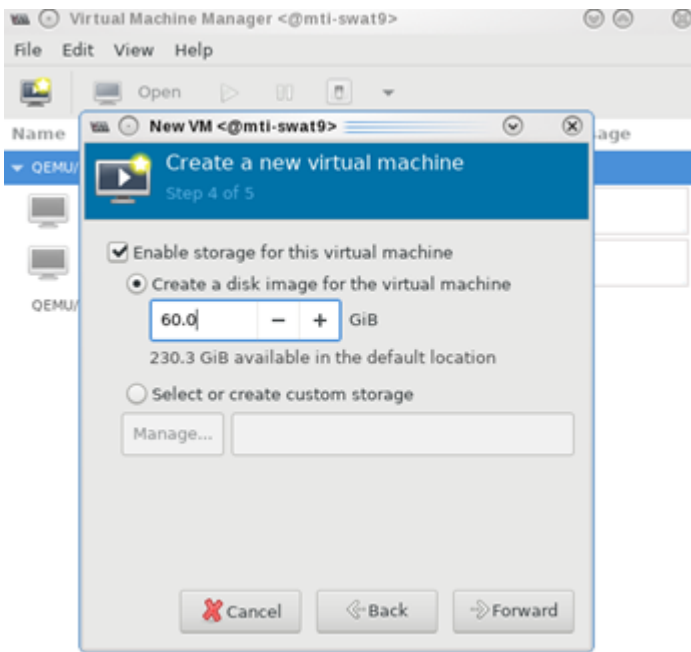 Virtual Machine Manager <@mti-swat9>
File Edit View Help
Open
Name
age
QEMU/
QEMU/
New VM <@mti-swat9>
Create a new virtual machine
Step 4 of 5
Enable storage for this virtual machine
Create a disk image for the virtual machine
60.0 − + GiB
230.3 GiB available in the default location
Select or create custom storage
Manage...
Cancel Back Forward